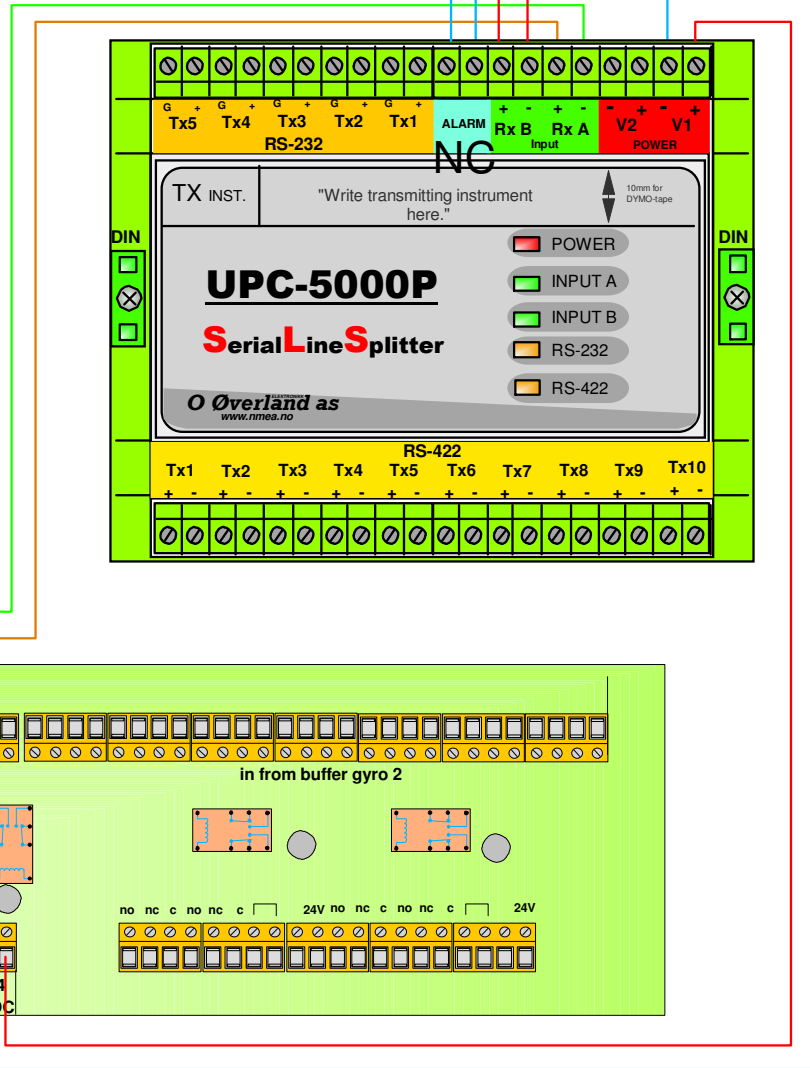 G + G + G + G + G + + - + - - + - +
Tx5 Tx4 Tx3 Tx2 Tx1 ALARM Rx B Rx A V2 V1
RS-232 Input POWER
NC
TX INST.
"Write transmitting instrument
here."
10mm for
DYMO-tape
DIN
DIN
POWER
INPUT A
INPUT B
RS-232
RS-422
UPC-5000P
SerialLineSplitter
O Øverland as
ELEKTRONIKK
www.nmea.no
RS-422
Tx1 Tx2 Tx3 Tx4 Tx5 Tx6 Tx7 Tx8 Tx9 Tx10
+ - + - + - + - + - + - + - + - + - + -
in from buffer gyro 2
no nc c no nc c 24V no nc c no nc c 24V